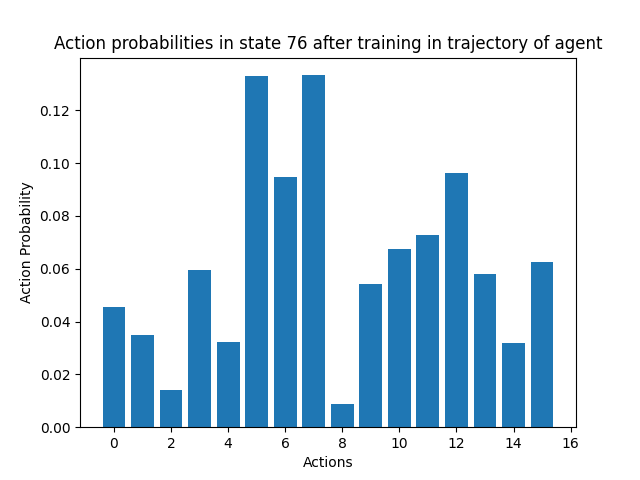 Action probabilities in state 76 after training in trajectory of agent
Action Probability
0.12
0.10
0.08
0.06
0.04
0.02
0.00
0 2 4 6 8 10 12 14 16
Actions